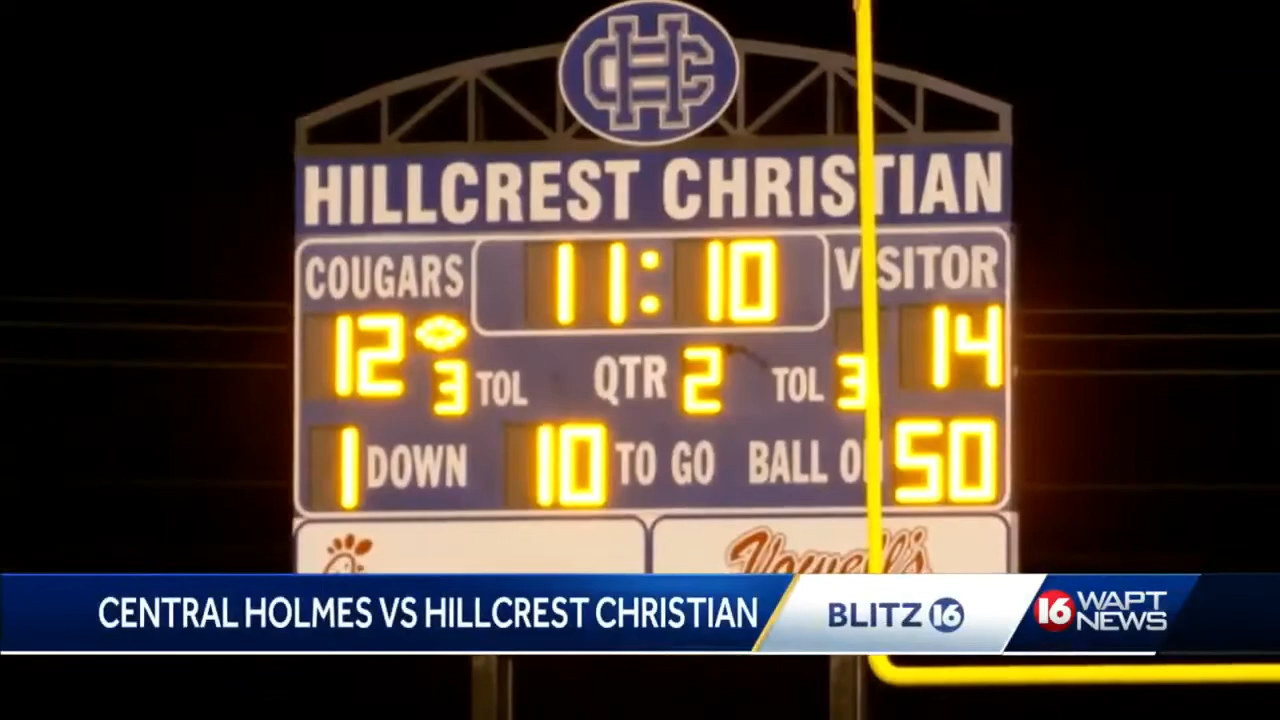 HC
HILLCREST CHRISTIAN
COUGARS 11:10 VISITOR
12 3 TOL QTR 2 TOL 3 14
1 DOWN 10 TO GO BALL ON 50
Vowell's
CENTRAL HOLMES VS HILLCREST CHRISTIAN BLITZ 16 16 WAPT NEWS